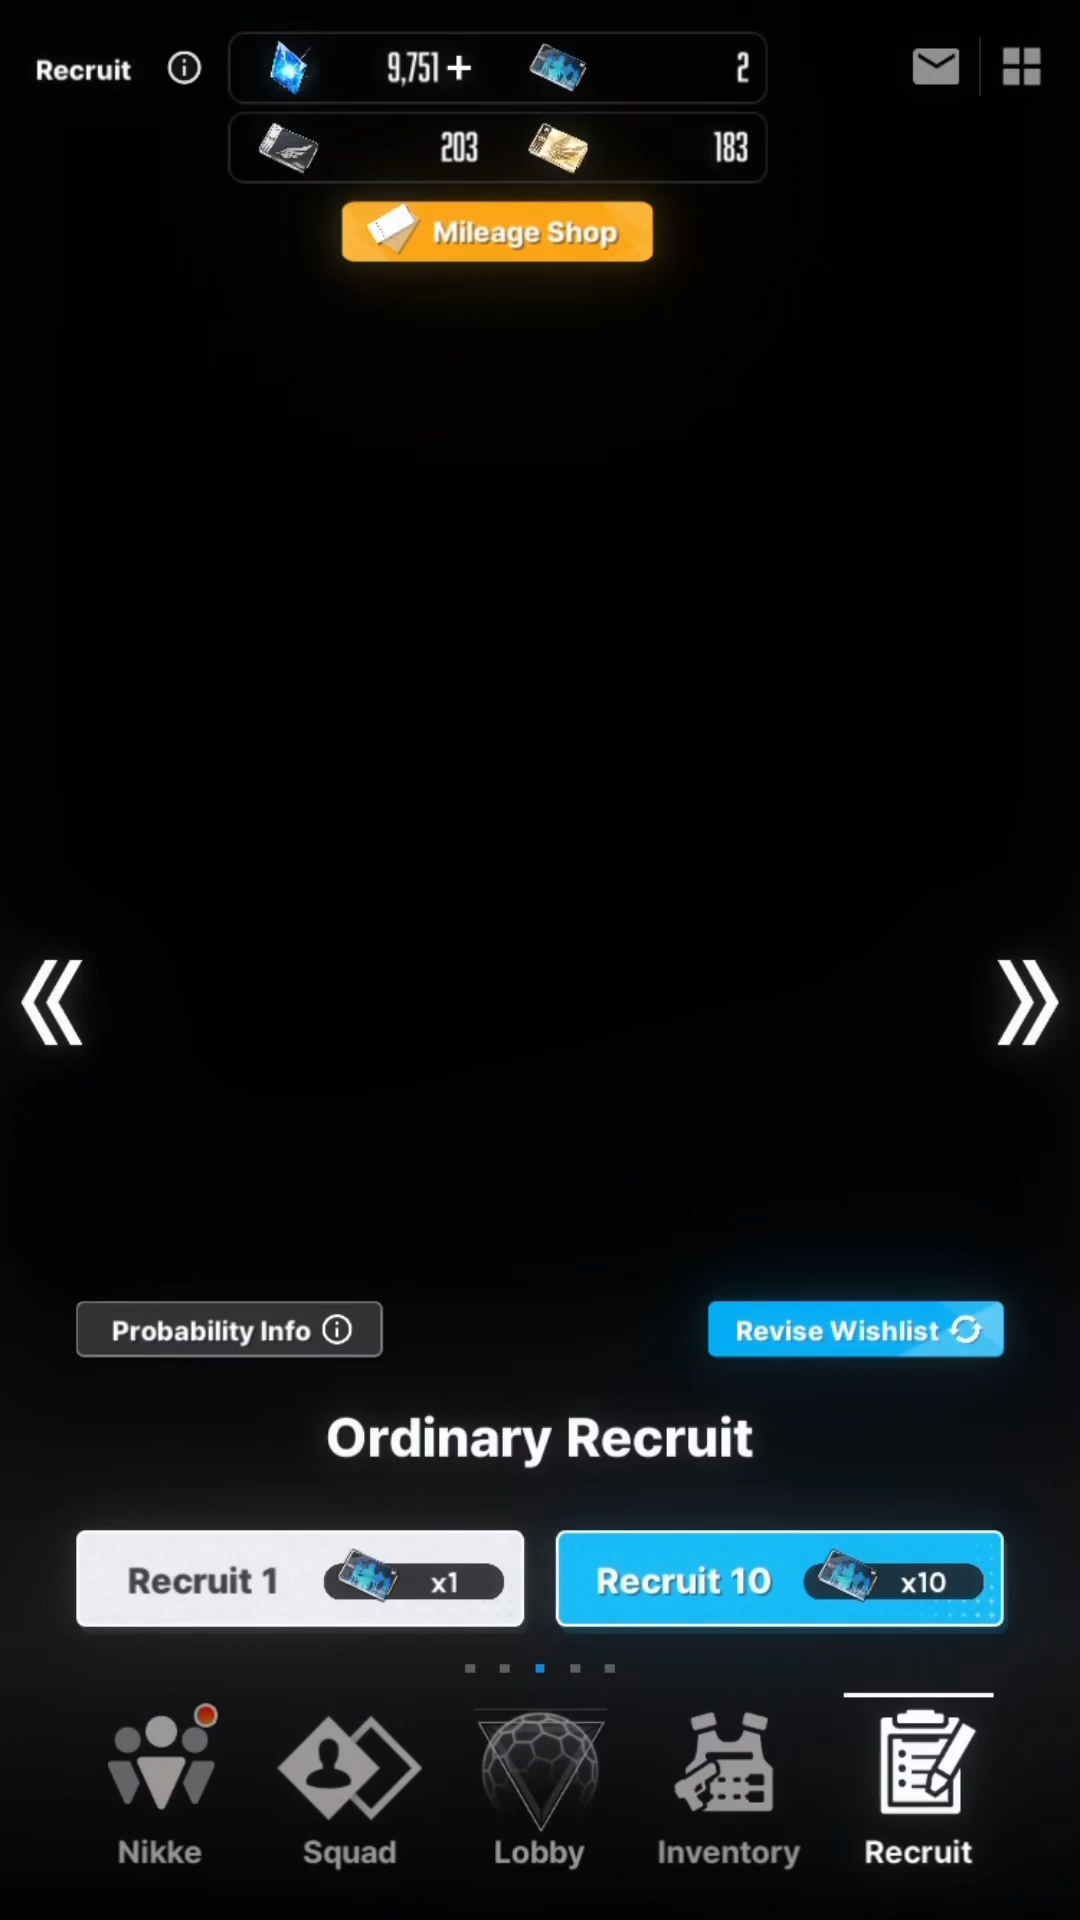 Recruit
9,751
2
203
183
Mileage Shop
Probability Info
Revise Wishlist
Ordinary Recruit
Recruit 1 x1
Recruit 10 x10
Nikke
Squad
Lobby
Inventory
Recruit